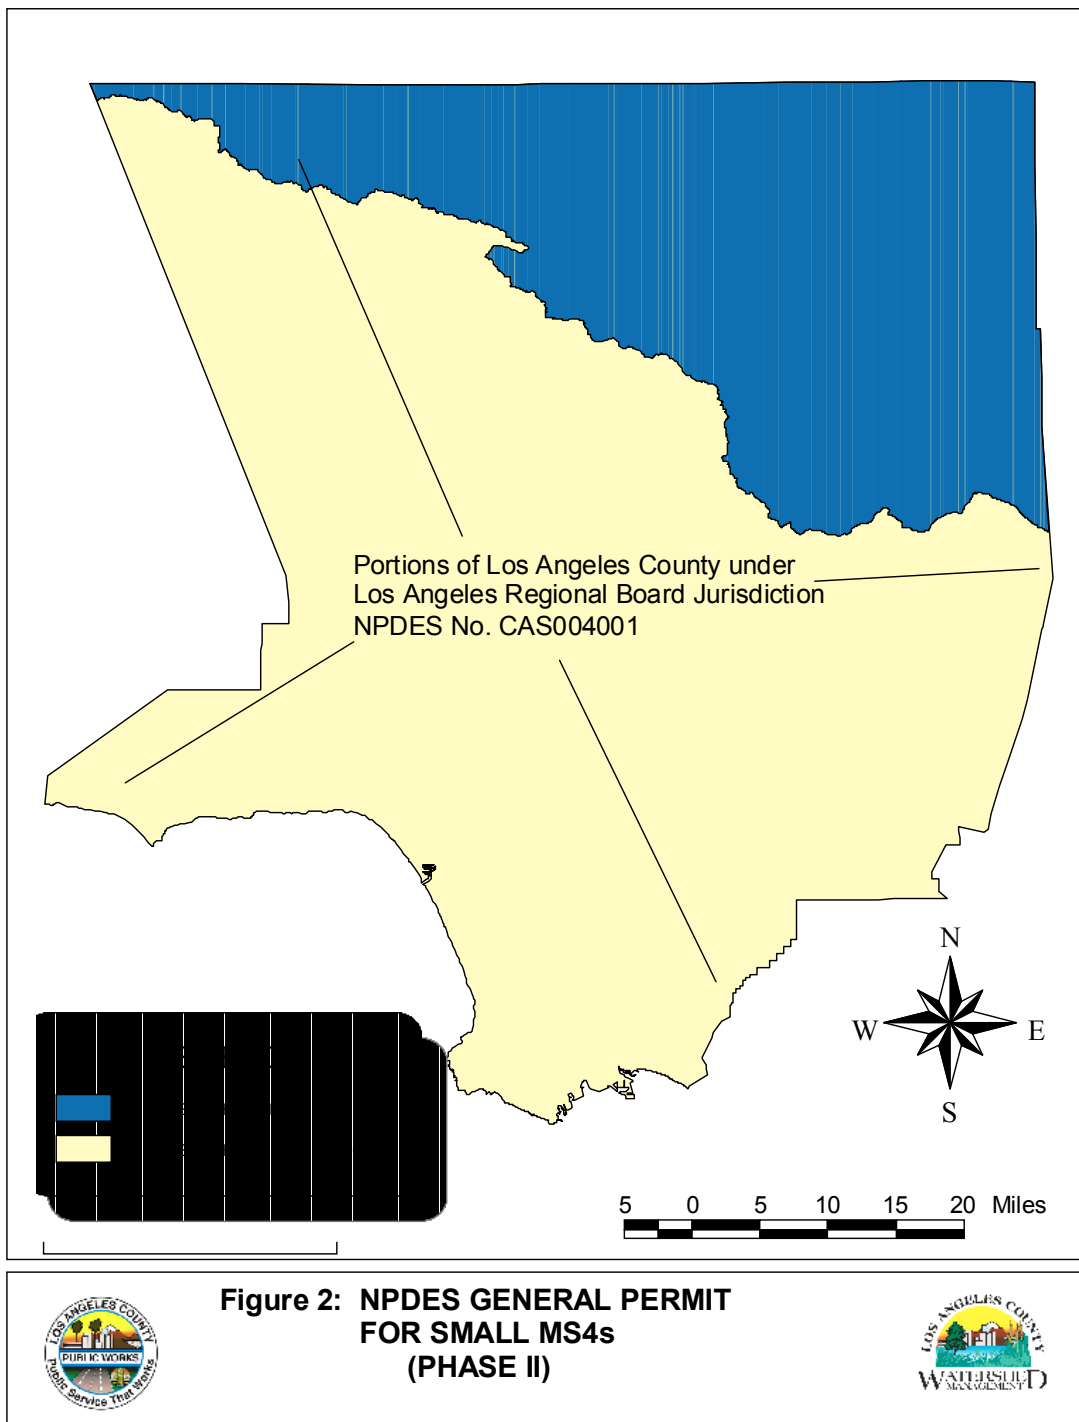 Portions of Los Angeles County under
Los Angeles Regional Board Jurisdiction
NPDES No. CAS004001
N
W
E
S
5 0 5 10 15 20 Miles
Figure 2: NPDES GENERAL PERMIT
FOR SMALL MS4s
(PHASE II)
LOS ANGELES COUNTY
PUBLIC WORKS
Public Service That Works
LOS ANGELES COUNTY
WATERSHED
MANAGEMENT